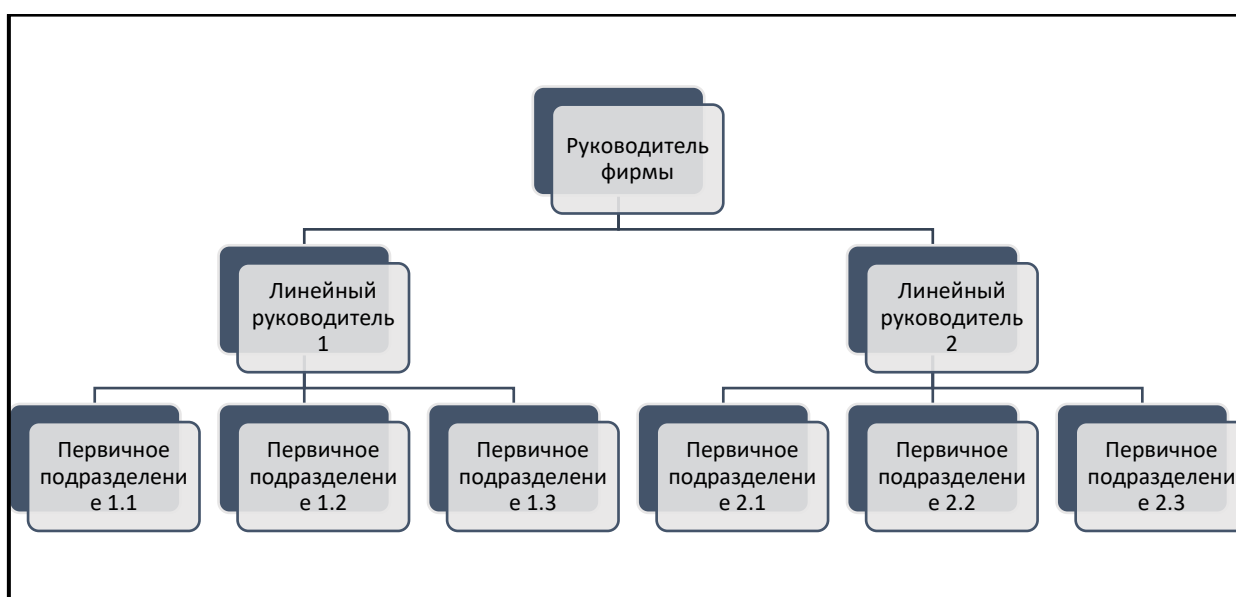 Руководитель
фирмы
Линейный
руководитель
1
Линейный
руководитель
2
Первичное
подразделени
е 1.1
Первичное
подразделени
е 1.2
Первичное
подразделени
е 1.3
Первичное
подразделени
е 2.1
Первичное
подразделени
е 2.2
Первичное
подразделени
е 2.3